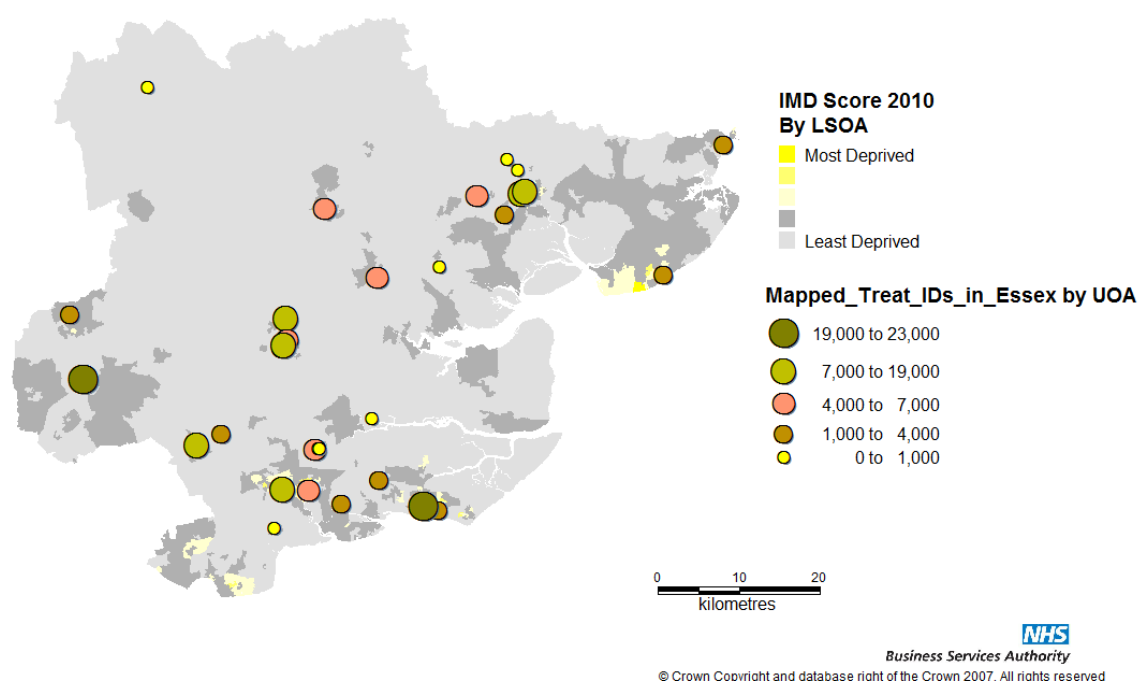 IMD Score 2010
By LSOA
Most Deprived
Least Deprived
Mapped_Treat_IDs_in_Essex by UOA
19,000 to 23,000
7,000 to 19,000
4,000 to 7,000
1,000 to 4,000
0 to 1,000
0 10 20
kilometres
NHS
Business Services Authority
© Crown Copyright and database right of the Crown 2007. All rights reserved